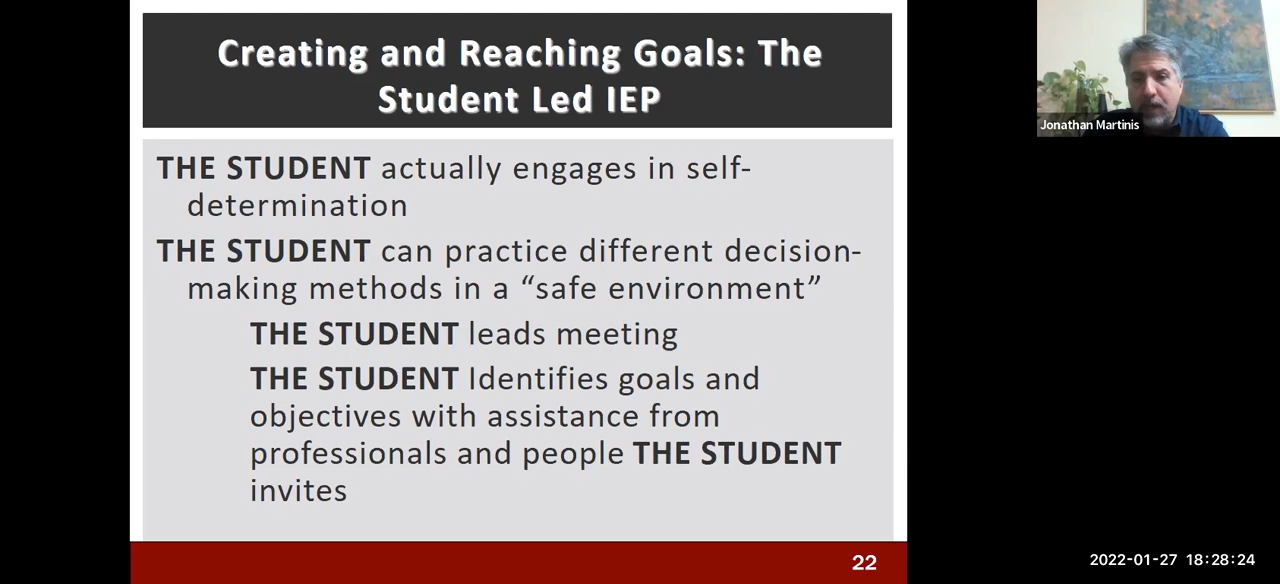 Creating and Reaching Goals: The
Student Led IEP
THE STUDENT actually engages in self-
determination
THE STUDENT can practice different decision-
making methods in a “safe environment”
THE STUDENT leads meeting
THE STUDENT Identifies goals and
objectives with assistance from
professionals and people THE STUDENT
invites
22
Jonathan Martinis
2022-01-27 18:28:24